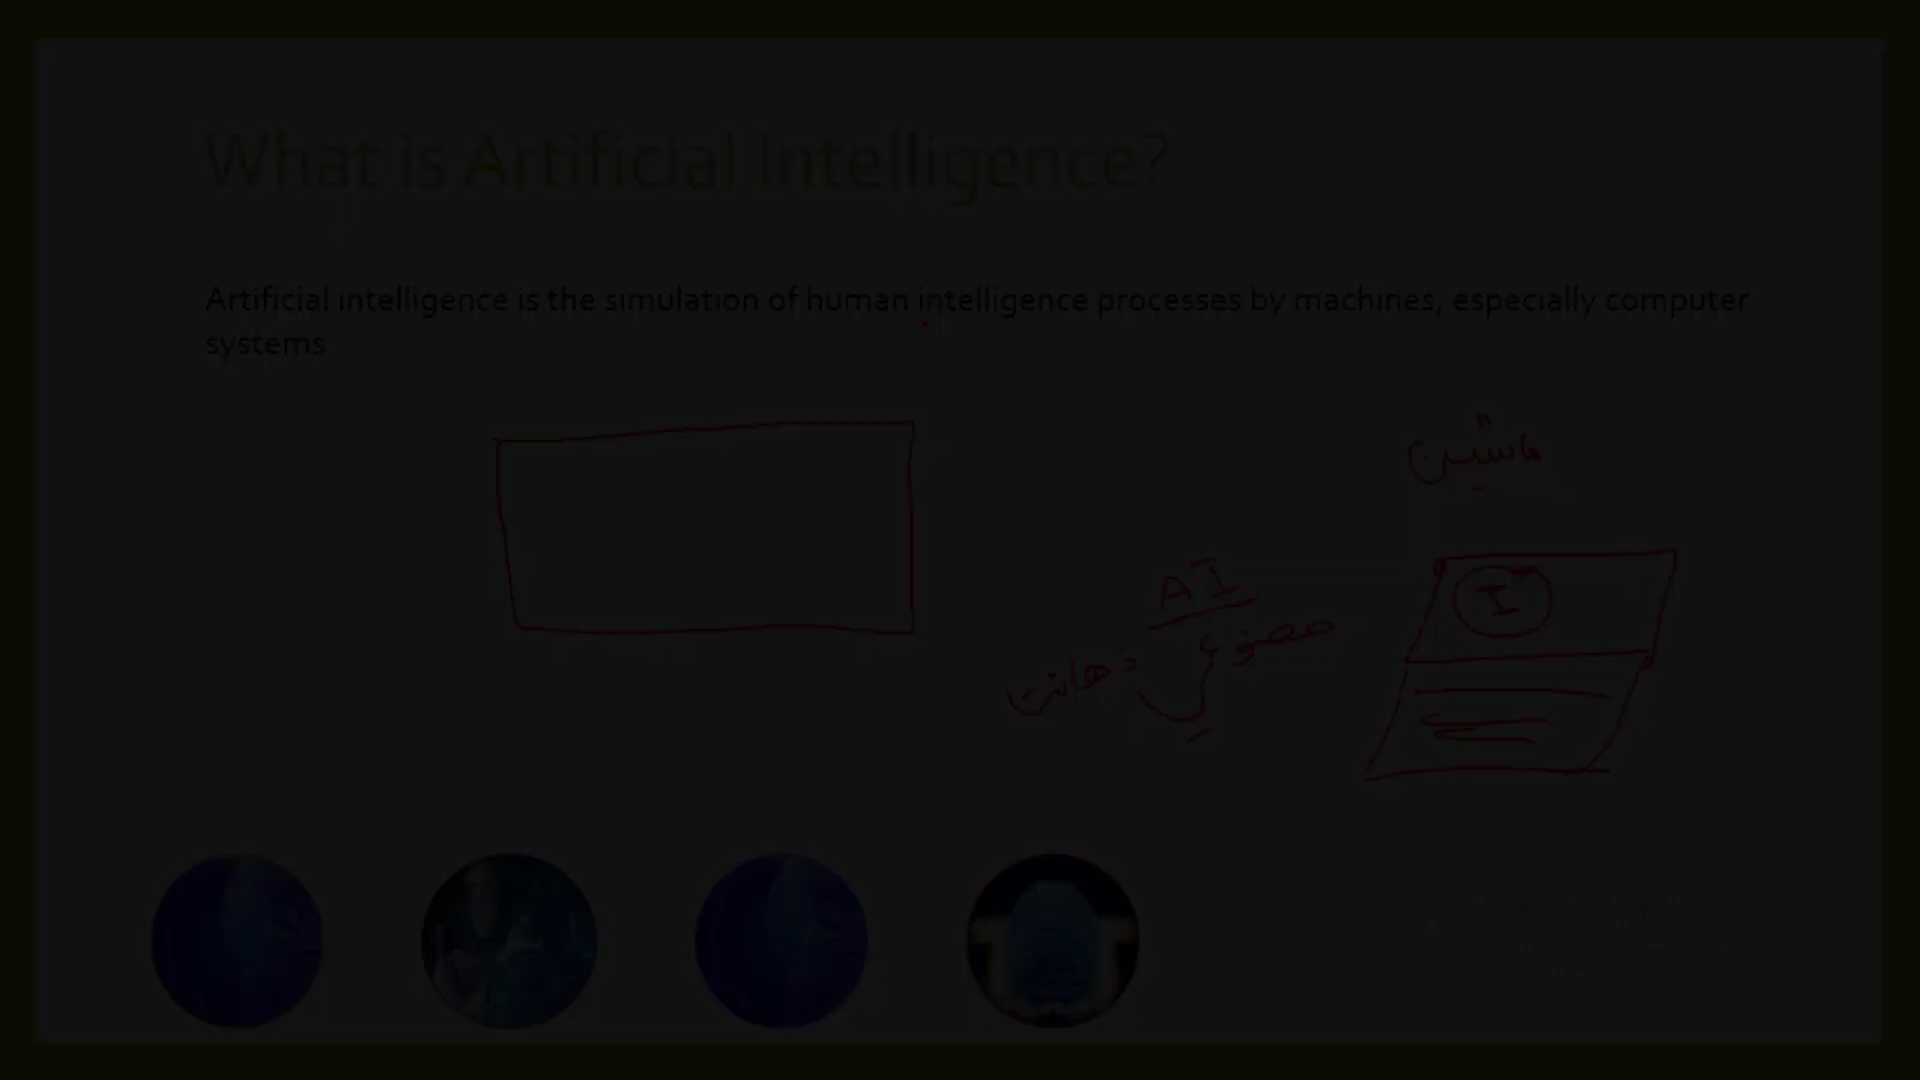 What is Artificial Intelligence?
Artificial intelligence is the simulation of human intelligence processes by machines, especially computer
systems
ماشین
I
AI
مصنوعی ذہانت